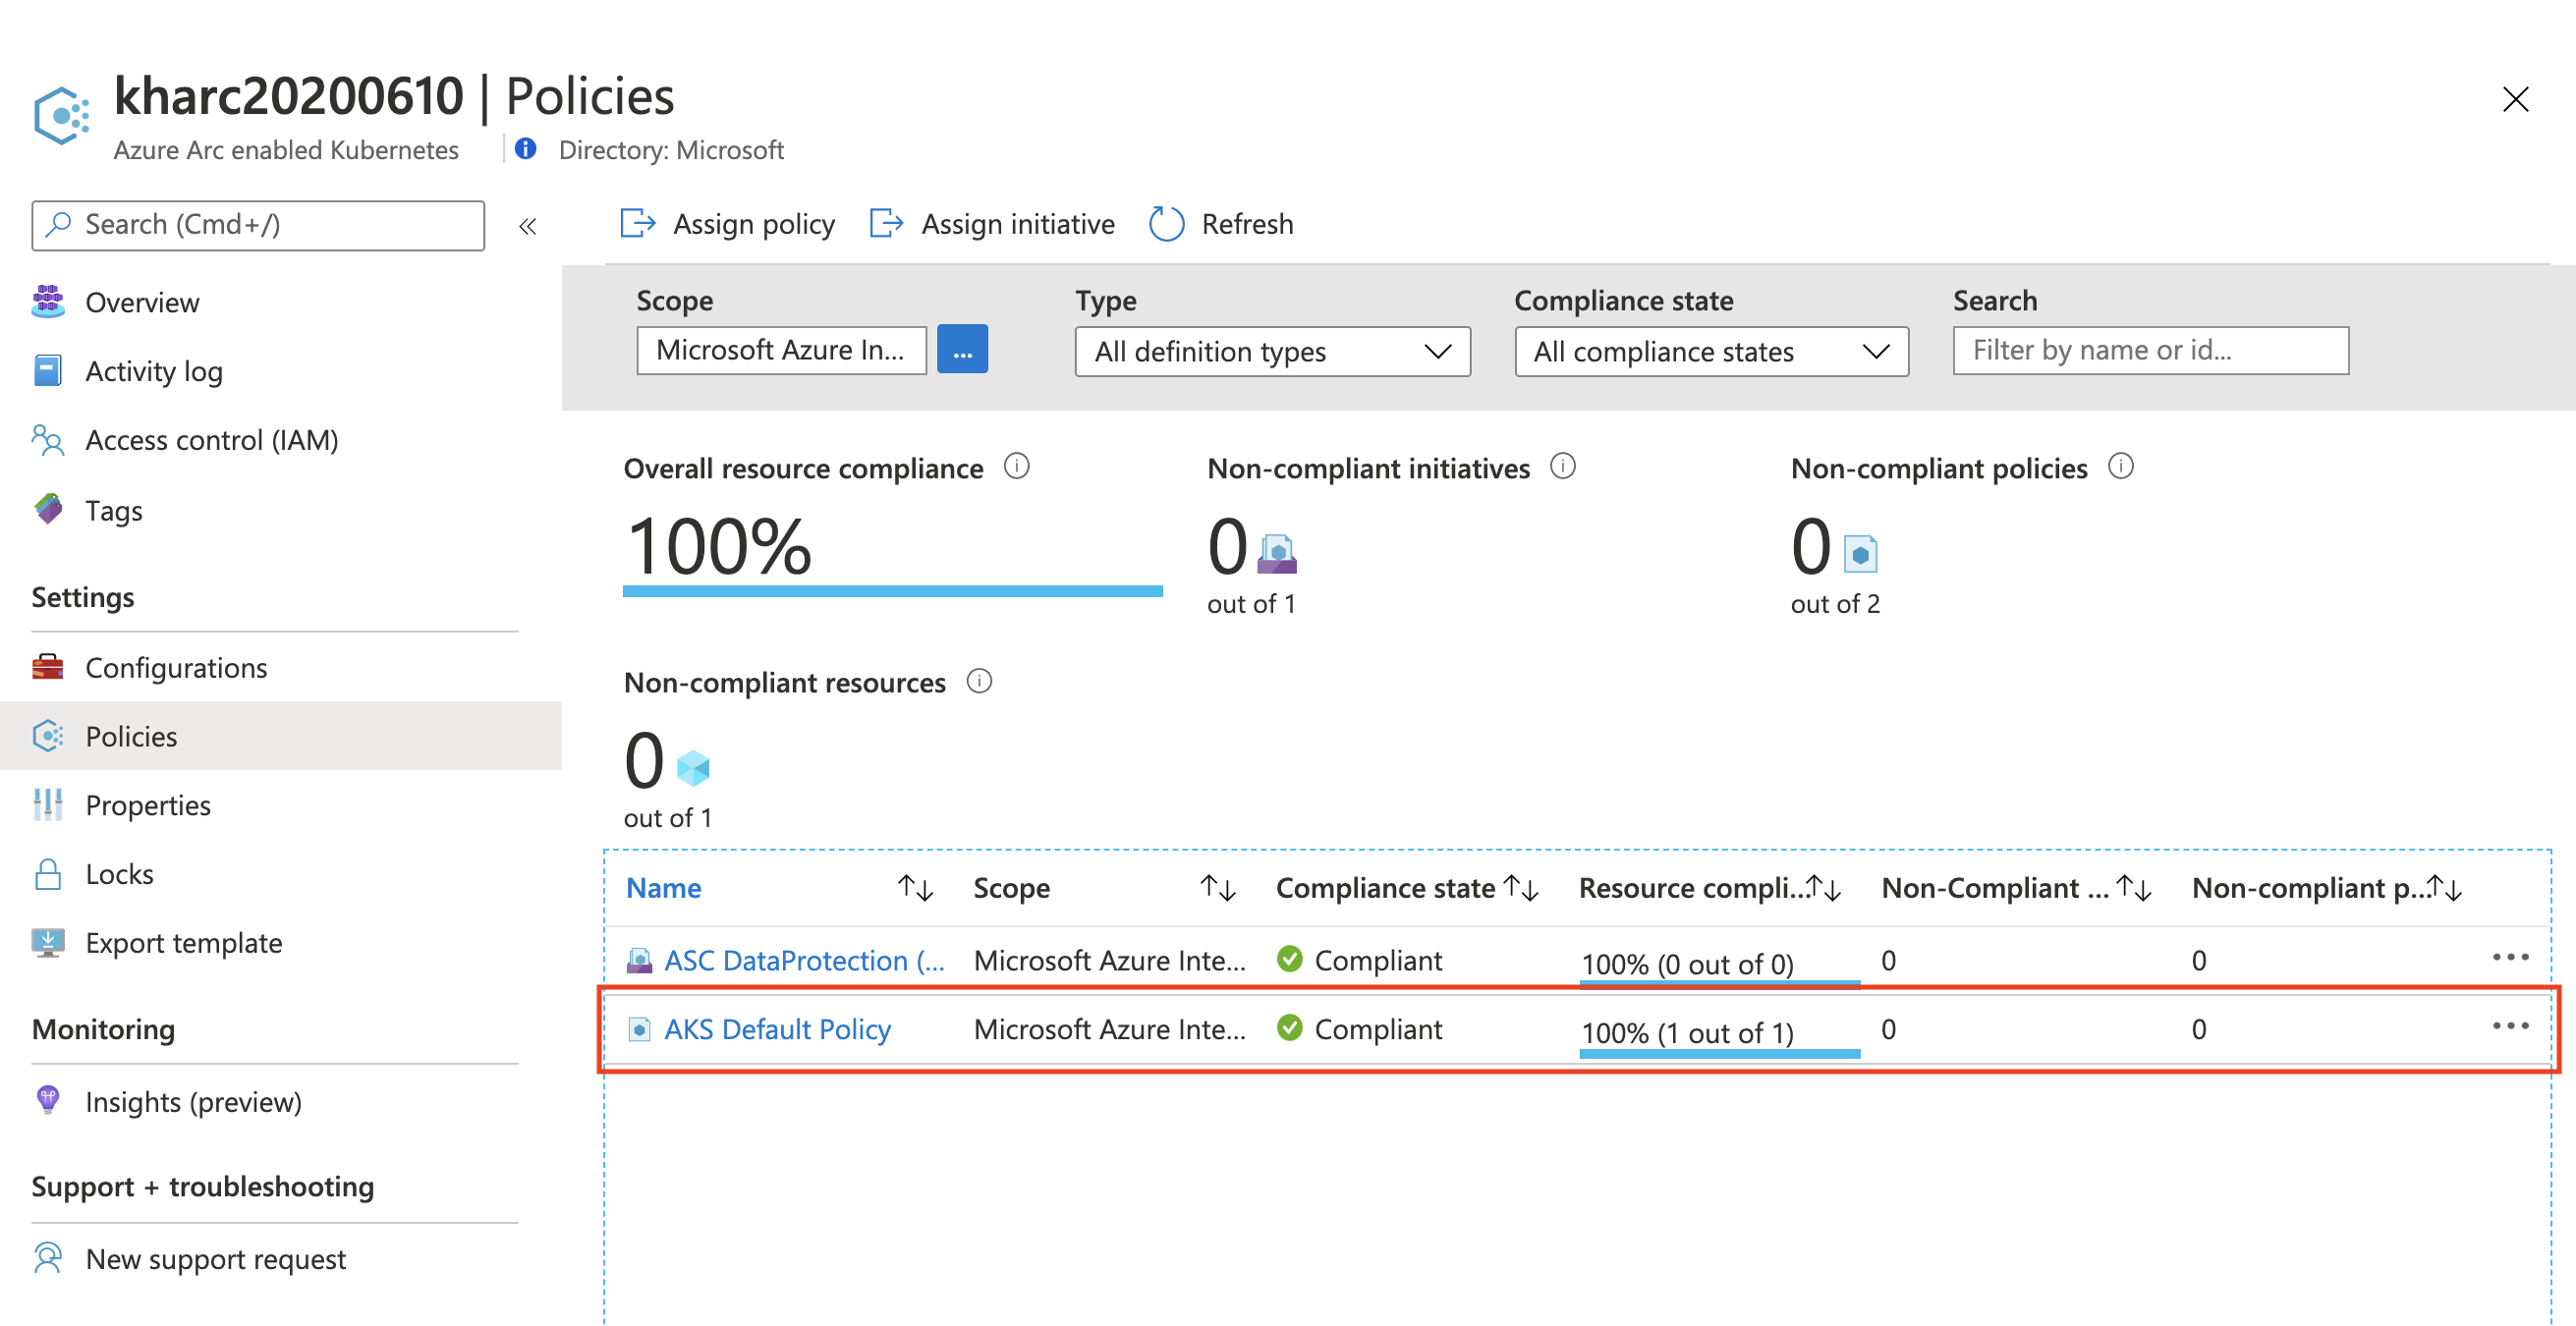 kharc20200610 | Policies
Azure Arc enabled Kubernetes
Directory: Microsoft
Search (Cmd+/)
«
Overview
Activity log
Access control (IAM)
Tags
Settings
Configurations
Policies
Properties
Locks
Export template
Monitoring
Insights (preview)
Support + troubleshooting
New support request
Assign policy
Assign initiative
Refresh
Scope
Microsoft Azure In...
...
Type
All definition types
Compliance state
All compliance states
Search
Filter by name or id...
Overall resource compliance
100%
Non-compliant initiatives
0
out of 1
Non-compliant policies
0
out of 2
Non-compliant resources
0
out of 1
Name Scope Compliance state Resource compli... Non-Compliant ... Non-compliant p...
ASC DataProtection (... Microsoft Azure Inte... Compliant 100% (0 out of 0) 0 0 ...
AKS Default Policy Microsoft Azure Inte... Compliant 100% (1 out of 1) 0 0 ...